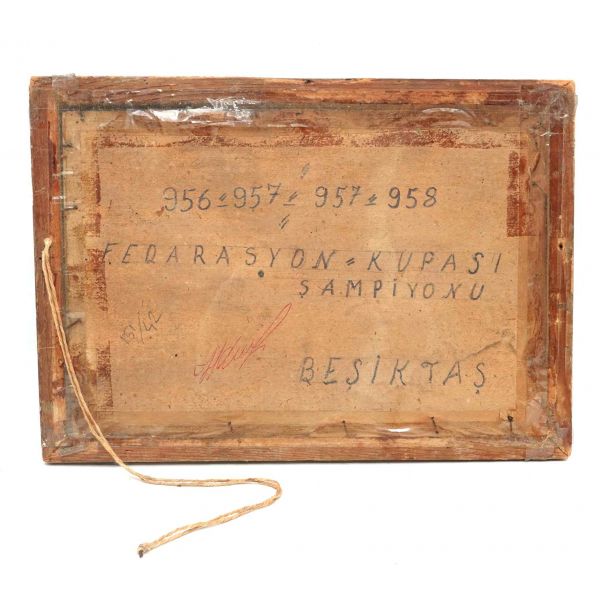 956=957=957=958
FEDARASYON=KUPASI
ŞAMPİYONU
BEŞİKTAŞ